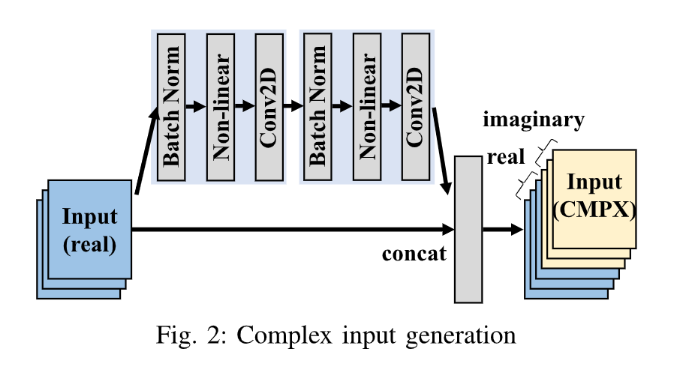 Batch Norm
Non-linear
Conv2D
Batch Norm
Non-linear
Conv2D
imaginary
real
Input
(real)
Input
(CMPX)
concat
Fig. 2: Complex input generation